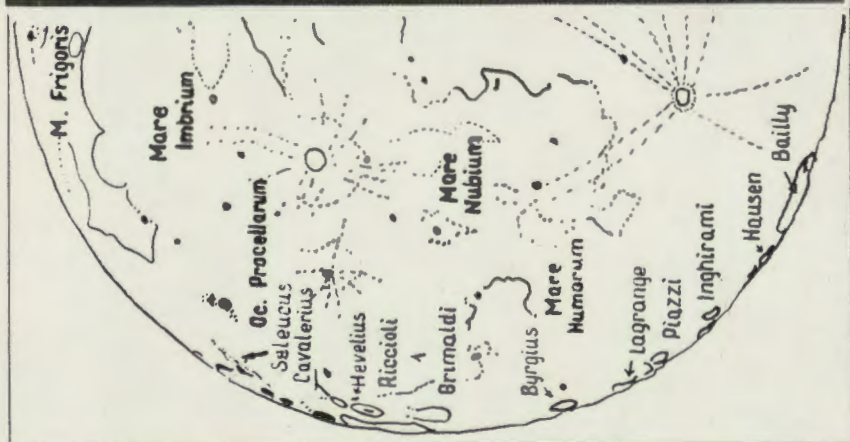 M. Frigoris
Mare
Imbrium
Oc. Procellarum
Seleucus
Cavalerius
Hevelius
Riccioli
Grimaldi
Mare
Nubium
Byrgius
Mare
Humorum
Lagrange
Piazzi
Inghirami
Hausen
Bailly